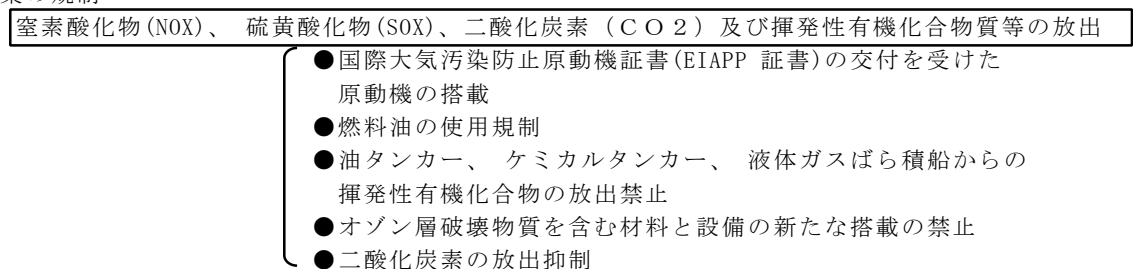 窒素酸化物(NOX)、 硫黄酸化物(SOX)、二酸化炭素（ＣＯ２）及び揮発性有機化合物質等の放出
●国際大気汚染防止原動機証書(EIAPP 証書)の交付を受けた
原動機の搭載
●燃料油の使用規制
●油タンカー、 ケミカルタンカー、 液体ガスばら積船からの
揮発性有機化合物の放出禁止
●オゾン層破壊物質を含む材料と設備の新たな搭載の禁止
●二酸化炭素の放出抑制